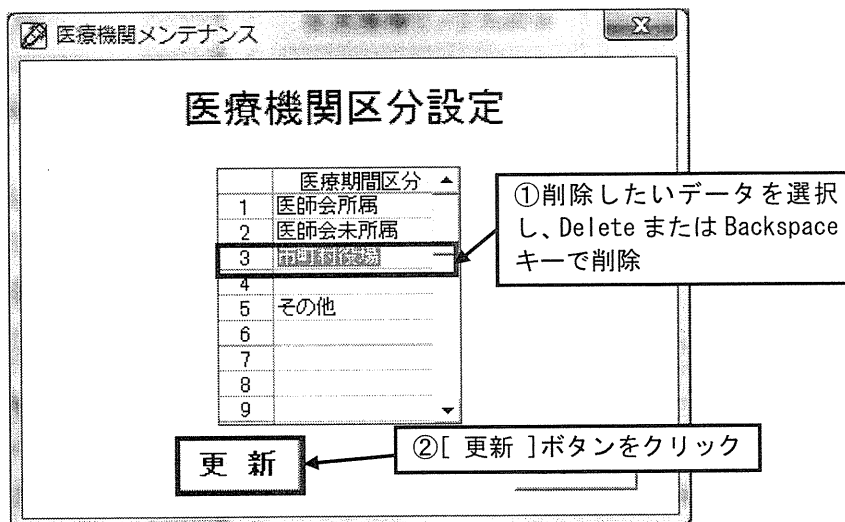 医療機関メンテナンス
医療機関区分設定
医療期間区分
1 医師会所属
2 医師会未所属
3 市町村役場
4
5 その他
6
7
8
9
①削除したいデータを選択
し、Delete または Backspace
キーで削除
更 新
②[ 更新 ]ボタンをクリック